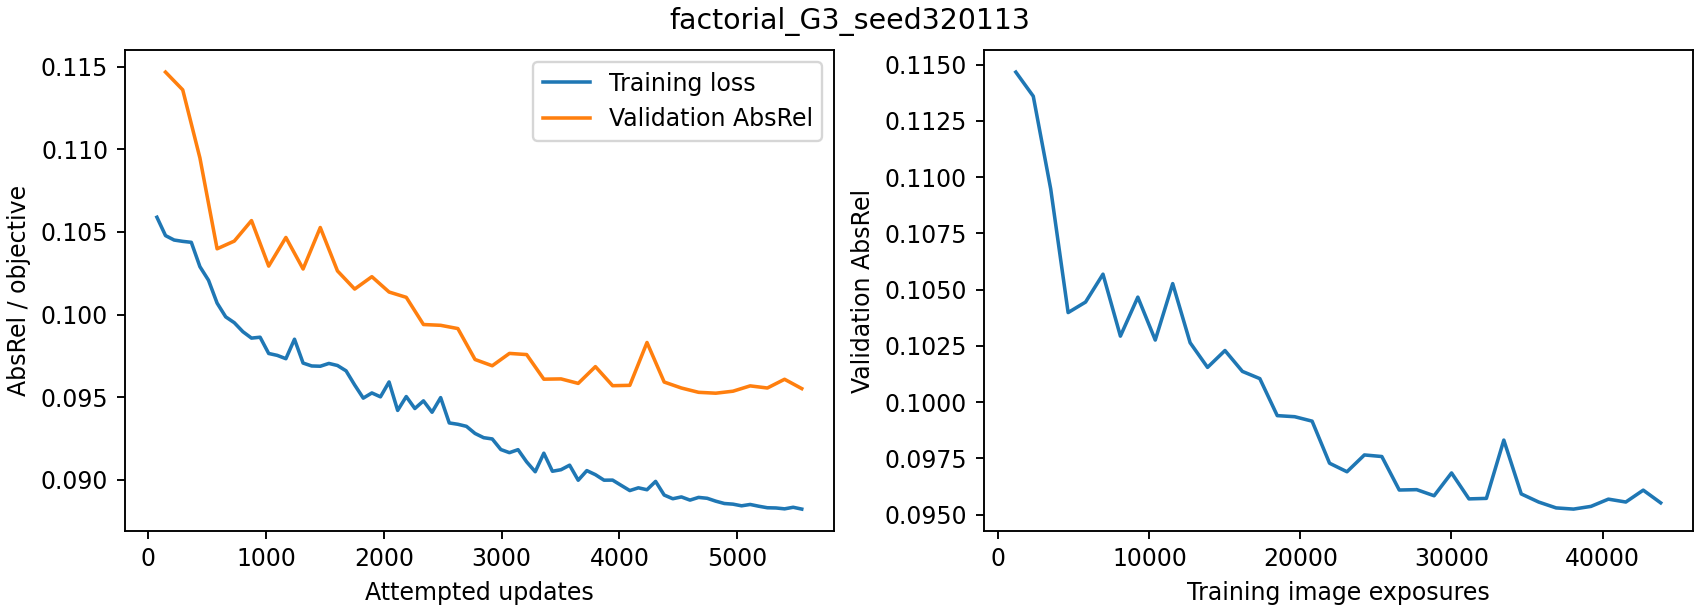 factorial_G3_seed320113
0.115
0.110
0.105
0.100
0.095
0.090
AbsRel / objective
Training loss
Validation AbsRel
0 1000 2000 3000 4000 5000
Attempted updates
0.1150
0.1125
0.1100
0.1075
0.1050
0.1025
0.1000
0.0975
0.0950
Validation AbsRel
0 10000 20000 30000 40000
Training image exposures